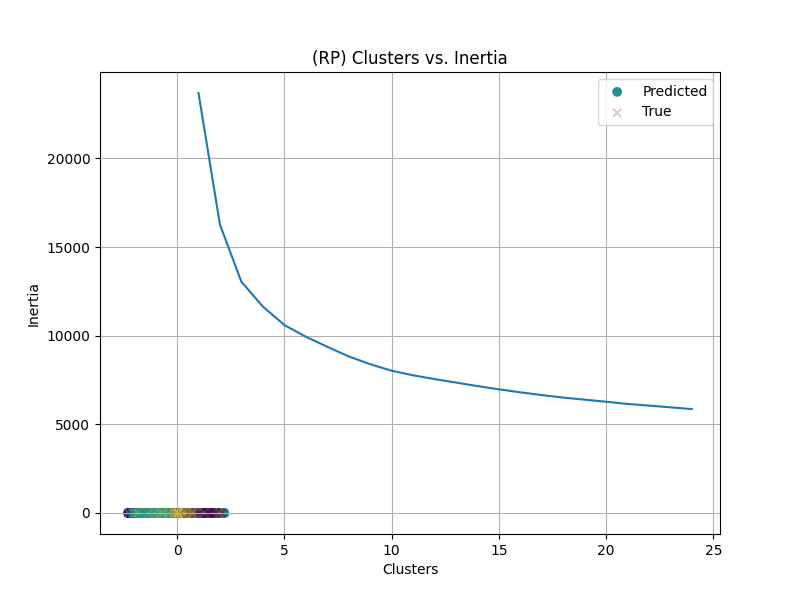 (RP) Clusters vs. Inertia
Predicted
True
20000
15000
10000
5000
0
Inertia
0 5 10 15 20 25
Clusters